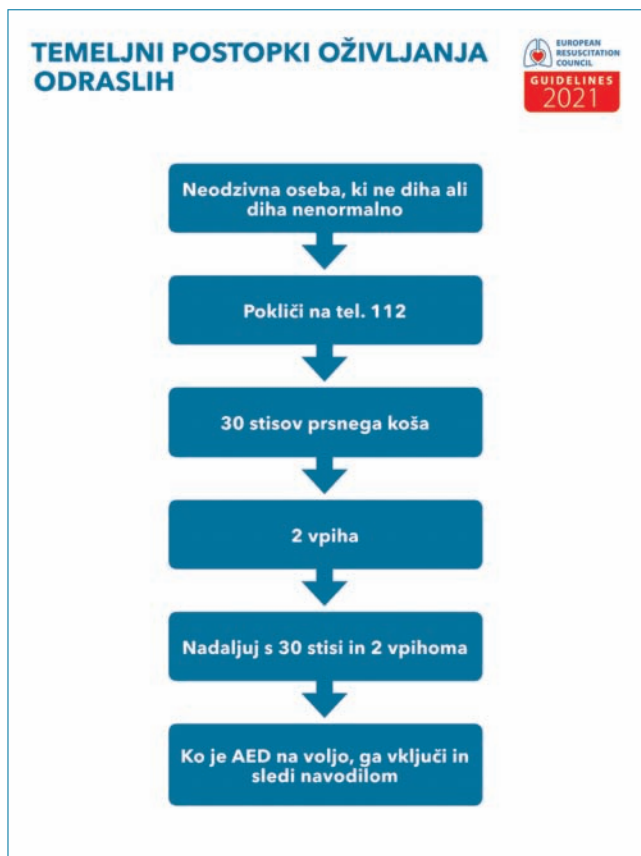 TEMELJNI POSTOPKI OŽIVLJANJA
ODRASLIH
EUROPEAN
RESUSCITATION
COUNCIL
GUIDELINES
2021
Neodzivna oseba, ki ne diha ali
diha nenormalno
Pokliči na tel. 112
30 stisov prsnega koša
2 vpiha
Nadaljuj s 30 stisi in 2 vpihoma
Ko je AED na voljo, ga vključi in
sledi navodilom